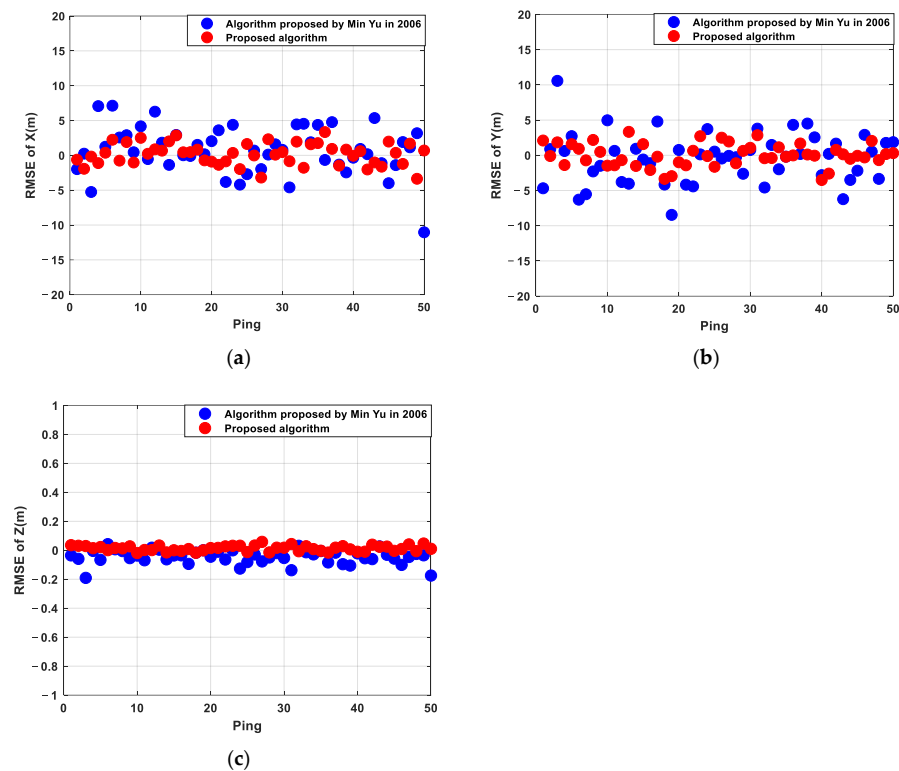 Algorithm proposed by Min Yu in 2006
Proposed algorithm
RMSE of X(m)
20
15
10
5
0
−5
−10
−15
−20
0 10 20 30 40 50
Ping
(a)
Algorithm proposed by Min Yu in 2006
Proposed algorithm
RMSE of Y(m)
20
15
10
5
0
−5
−10
−15
−20
0 10 20 30 40 50
Ping
(b)
Algorithm proposed by Min Yu in 2006
Proposed algorithm
RMSE of Z(m)
1
0.8
0.6
0.4
0.2
0
−0.2
−0.4
−0.6
−0.8
−1
0 10 20 30 40 50
Ping
(c)